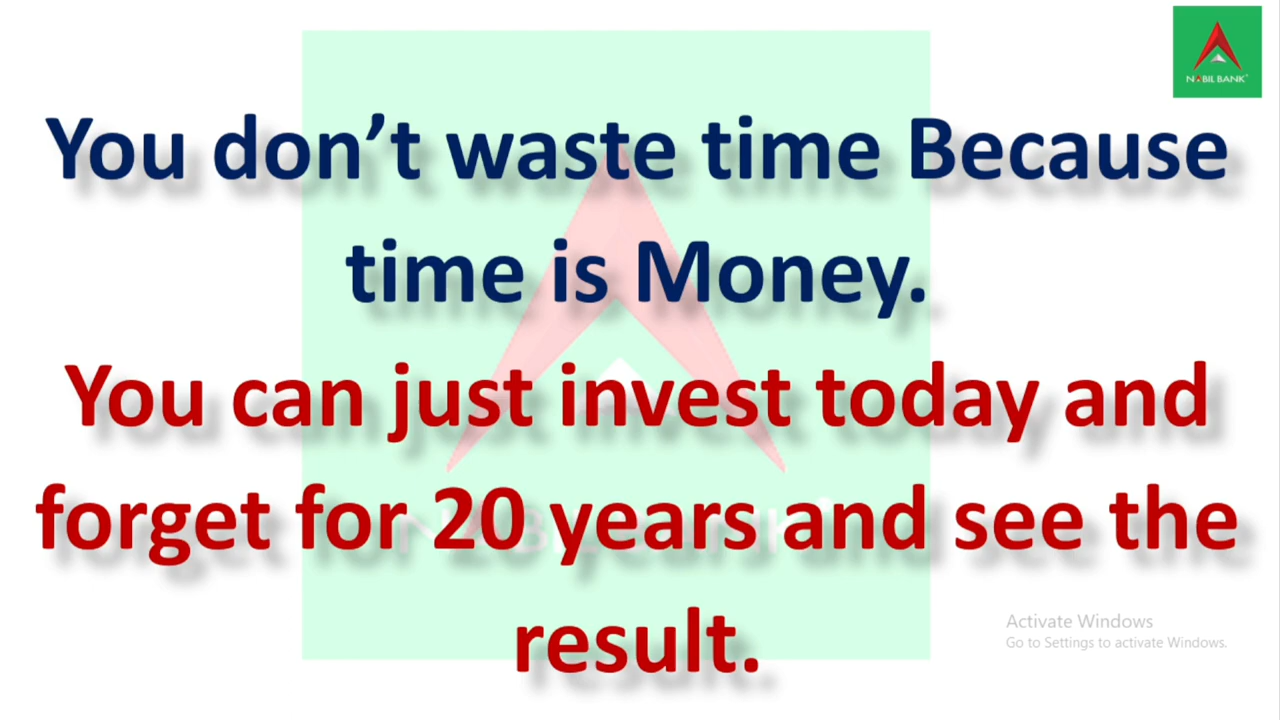 NABIL BANK
You don’t waste time Because
time is Money.
You can just invest today and
forget for 20 years and see the
result.
Activate Windows
Go to Settings to activate Windows.